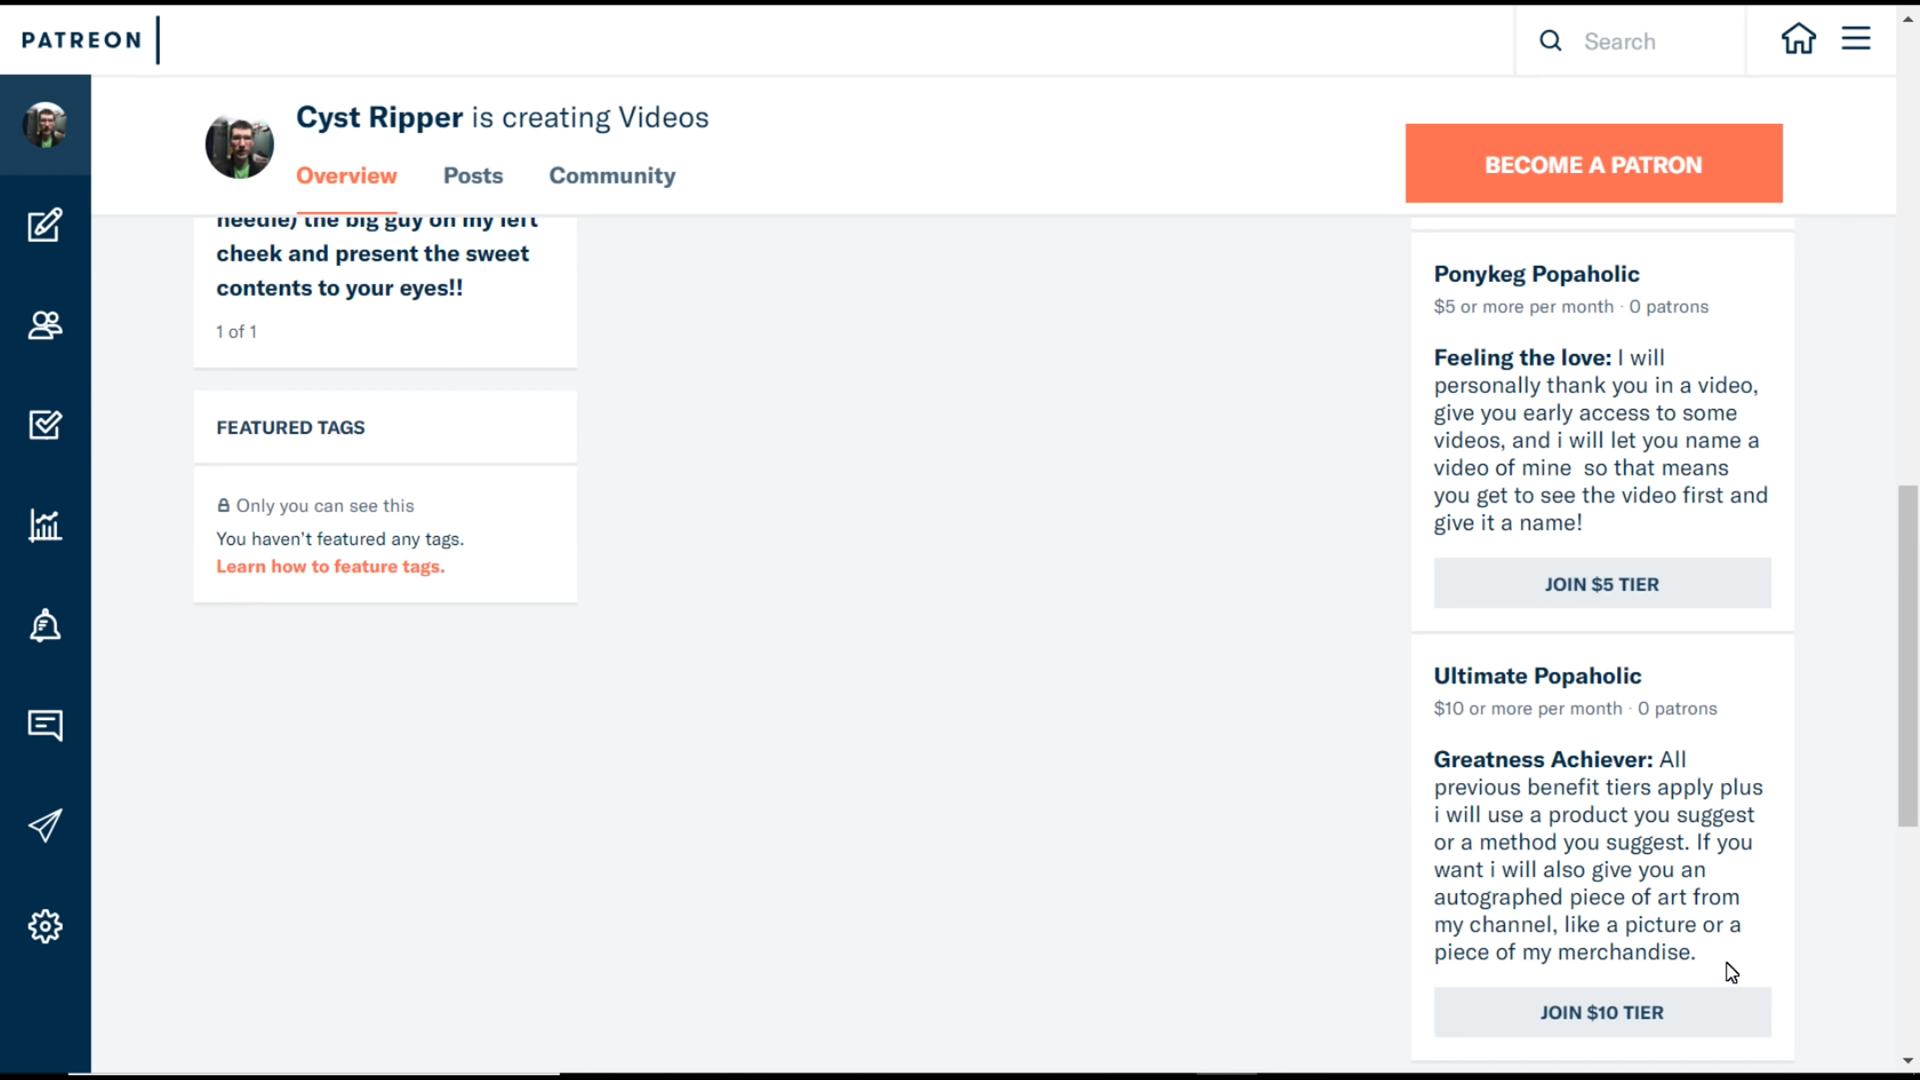 PATREON
Search
Cyst Ripper is creating Videos
Overview Posts Community
BECOME A PATRON
needle) the big guy on my left
cheek and present the sweet
contents to your eyes!!
1 of 1
FEATURED TAGS
Only you can see this
You haven't featured any tags.
Learn how to feature tags.
Ponykeg Popaholic
$5 or more per month · 0 patrons
Feeling the love: I will
personally thank you in a video,
give you early access to some
videos, and i will let you name a
video of mine  so that means
you get to see the video first and
give it a name!
JOIN $5 TIER
Ultimate Popaholic
$10 or more per month · 0 patrons
Greatness Achiever: All
previous benefit tiers apply plus
i will use a product you suggest
or a method you suggest. If you
want i will also give you an
autographed piece of art from
my channel, like a picture or a
piece of my merchandise.
JOIN $10 TIER